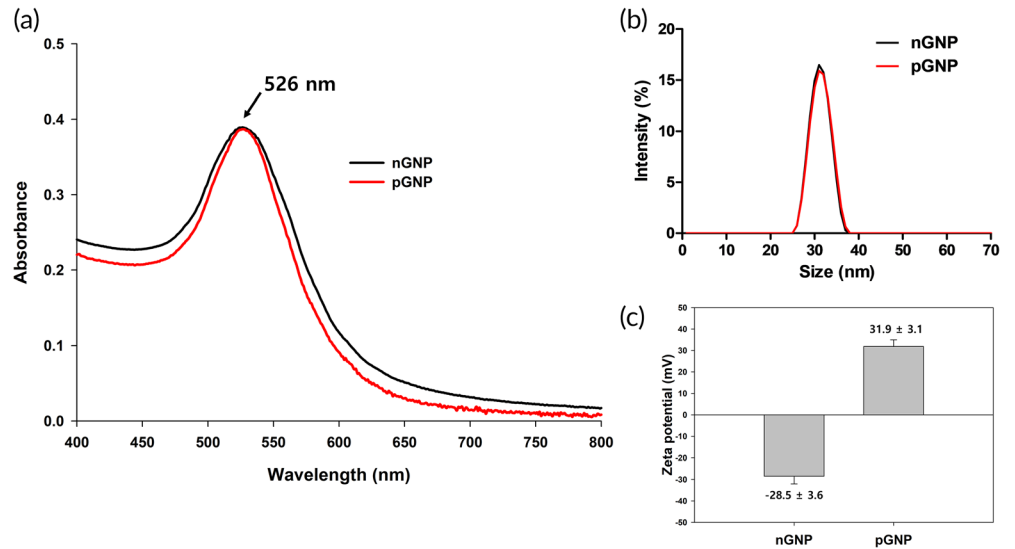 (a)
0.5
0.4
0.3
0.2
0.1
0.0
Absorbance
526 nm
nGNP
pGNP
400 450 500 550 600 650 700 750 800
Wavelength (nm)
(b)
20
15
10
5
0
Intensity (%)
nGNP
pGNP
0 10 20 30 40 50 60 70
Size (nm)
(c)
50
40
30
20
10
0
-10
-20
-30
-40
-50
Zeta potential (mV)
31.9 ± 3.1
-28.5 ± 3.6
nGNP pGNP